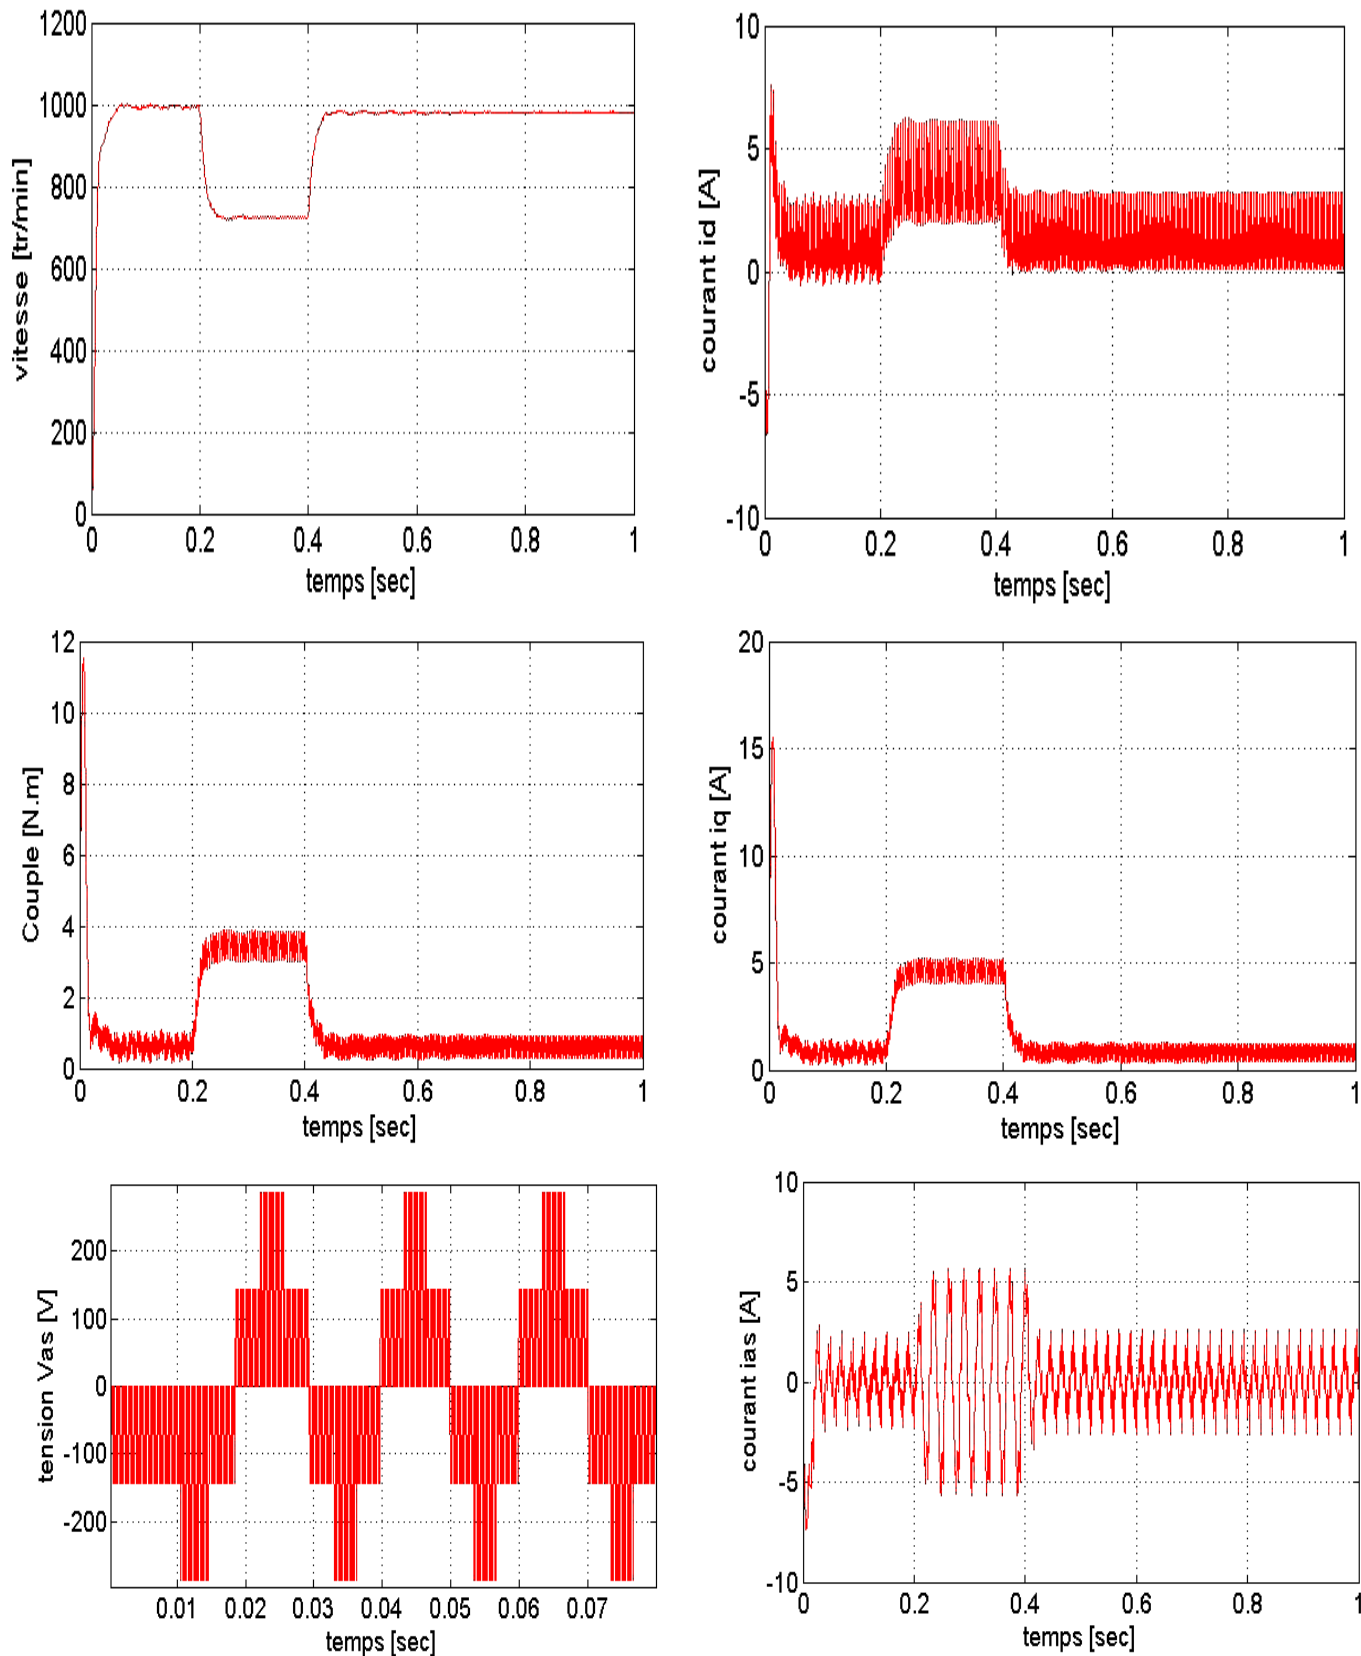 1200
1000
800
600
400
200
0
vitesse [tr/min]
0 0.2 0.4 0.6 0.8 1
temps [sec]
10
5
0
-5
-10
courant id [A]
0 0.2 0.4 0.6 0.8 1
temps [sec]
12
10
8
6
4
2
0
Couple [N.m]
0 0.2 0.4 0.6 0.8 1
temps [sec]
20
15
10
5
0
courant iq [A]
0 0.2 0.4 0.6 0.8 1
temps [sec]
200
100
0
-100
-200
tension Vas [V]
0.01 0.02 0.03 0.04 0.05 0.06 0.07
temps [sec]
10
5
0
-5
-10
courant ias [A]
0 0.2 0.4 0.6 0.8 1
temps [sec]